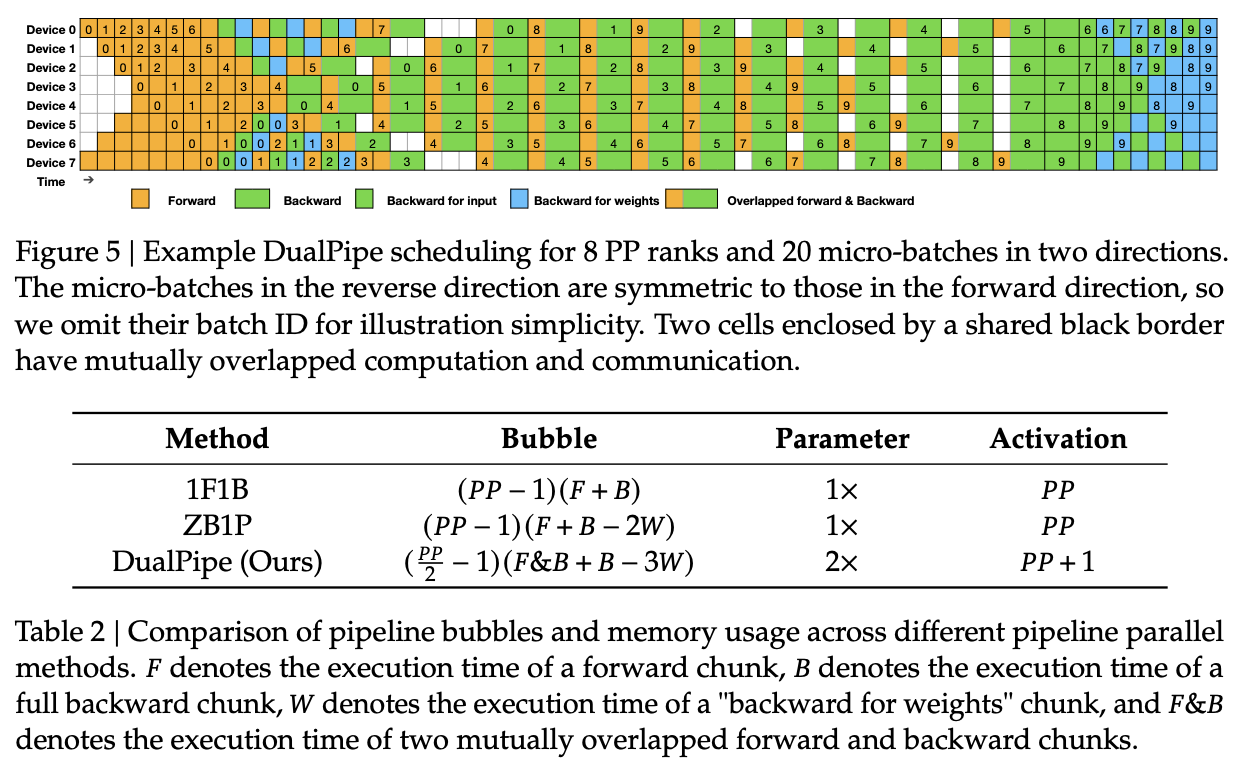 Device 0 0 1 2 3 4 5 6 7 0 8 1 9 2 3 4 5 6 6 7 7 8 8 9 9
Device 1 0 1 2 3 4 5 6 0 7 1 8 2 9 3 4 5 6 7 8 7 9 8 9
Device 2 0 1 2 3 4 5 0 6 1 7 2 8 3 9 4 5 6 7 8 7 9 8 9
Device 3 0 1 2 3 4 0 5 1 6 2 7 3 8 4 9 5 6 7 8 9 8 9
Device 4 0 1 2 3 0 4 1 5 2 6 3 7 4 8 5 9 6 7 8 9 8 9
Device 5 0 1 2 0 0 3 1 4 2 5 3 6 4 7 5 8 6 9 7 8 9 9
Device 6 0 1 0 0 2 1 1 3 2 4 3 5 4 6 5 7 6 8 7 9 8 9 9
Device 7 0 0 0 1 1 1 2 2 2 3 3 4 4 5 5 6 6 7 7 8 8 9 9
Time →
Forward Backward Backward for input Backward for weights Overlapped forward & Backward
Figure 5 | Example DualPipe scheduling for 8 PP ranks and 20 micro-batches in two directions.
The micro-batches in the reverse direction are symmetric to those in the forward direction, so
we omit their batch ID for illustration simplicity. Two cells enclosed by a shared black border
have mutually overlapped computation and communication.
Method Bubble Parameter Activation
1F1B (PP − 1)(F + B) 1× PP
ZB1P (PP − 1)(F + B − 2W) 1× PP
DualPipe (Ours) (PP/2 − 1)(F&B + B − 3W) 2× PP + 1
Table 2 | Comparison of pipeline bubbles and memory usage across different pipeline parallel
methods. F denotes the execution time of a forward chunk, B denotes the execution time of a
full backward chunk, W denotes the execution time of a "backward for weights" chunk, and F&B
denotes the execution time of two mutually overlapped forward and backward chunks.